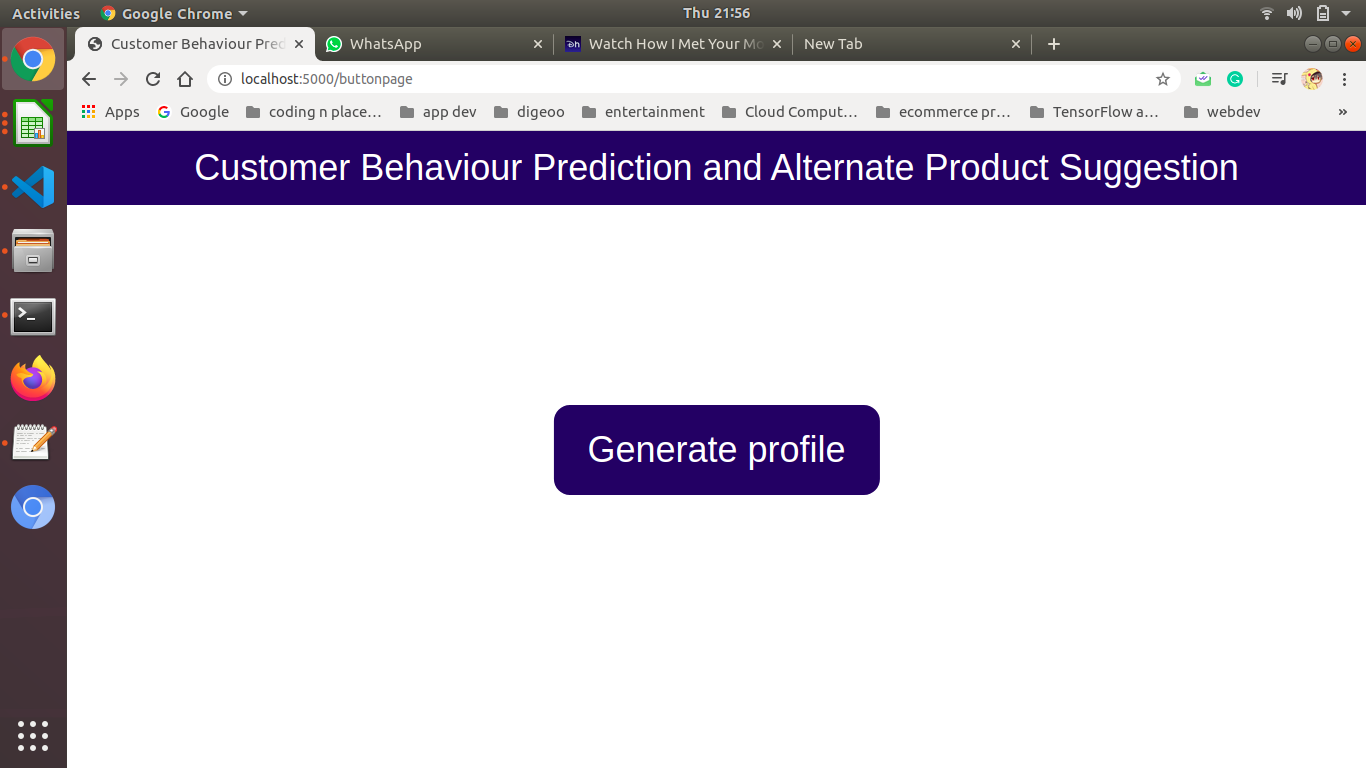 Activities Google Chrome Thu 21:56
Customer Behaviour Pred WhatsApp Watch How I Met Your Mo New Tab
localhost:5000/buttonpage
Apps Google coding n place... app dev digeoo entertainment Cloud Comput... ecommerce pr... TensorFlow a... webdev »
Customer Behaviour Prediction and Alternate Product Suggestion
Generate profile